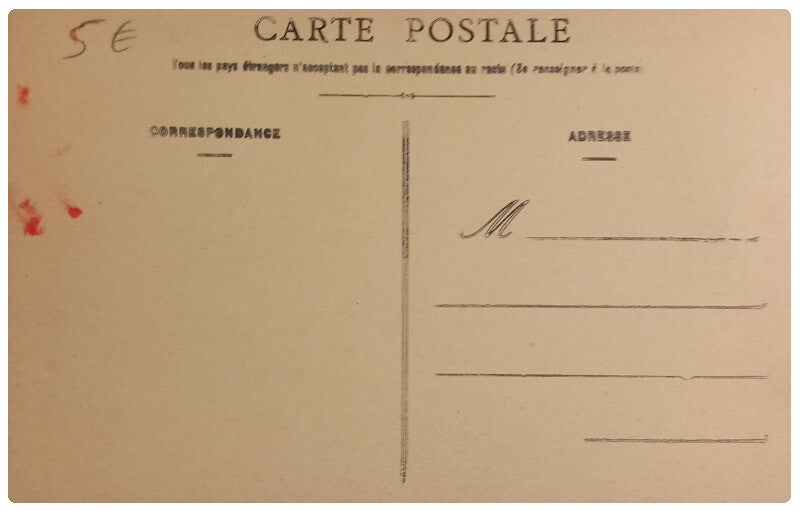 5 €
CARTE POSTALE
Tous les pays étrangers n'acceptant pas la correspondance au recto (Se renseigner à la poste)
CORRESPONDANCE
ADRESSE
M